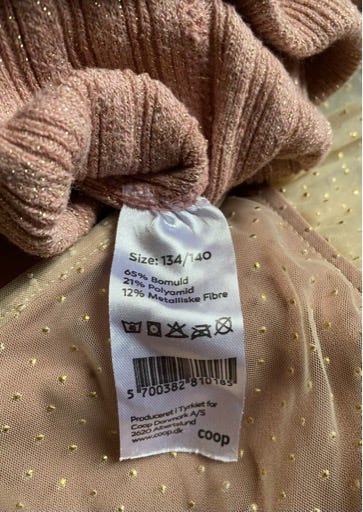 Size: 134/140
65% Bomuld
21% Polyamid
12% Metalliske Fibre
5 700382 810185
Produceret i Tyrkiet for
Coop Danmark A/S
2620 Albertslund
www.coop.dk
coop